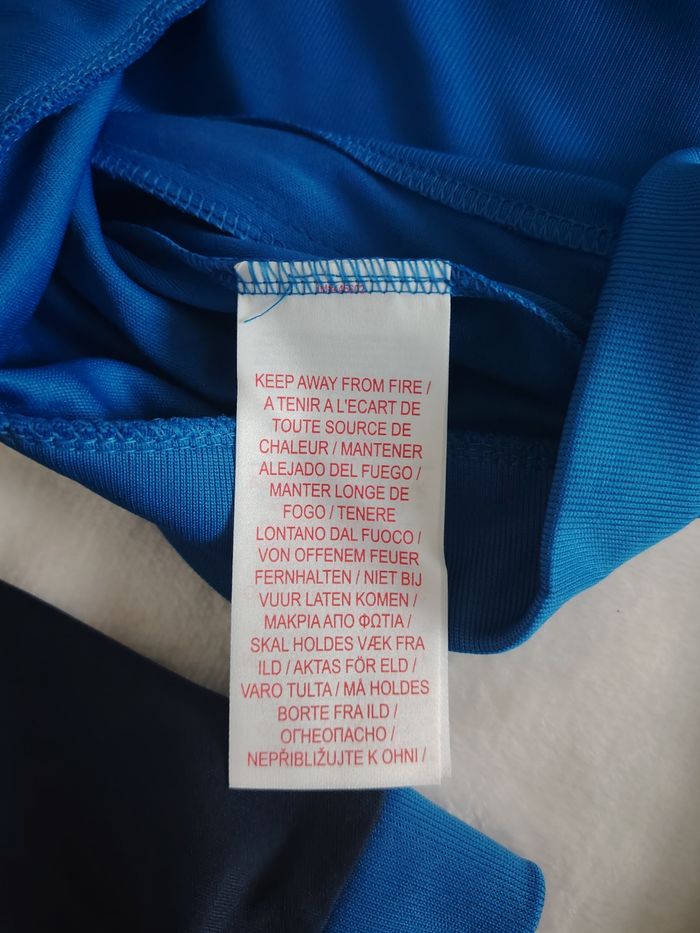 KEEP AWAY FROM FIRE /
A TENIR A L'ECART DE
TOUTE SOURCE DE
CHALEUR / MANTENER
ALEJADO DEL FUEGO /
MANTER LONGE DE
FOGO / TENERE
LONTANO DAL FUOCO /
VON OFFENEM FEUER
FERNHALTEN / NIET BIJ
VUUR LATEN KOMEN /
ΜΑΚΡΙΑ ΑΠΟ ΦΩΤΙΑ /
SKAL HOLDES VÆK FRA
ILD / AKTAS FÖR ELD /
VARO TULTA / MÅ HOLDES
BORTE FRA ILD /
ОГНЕОПАСНО /
NEPŘIBLIŽUJTE K OHNI /